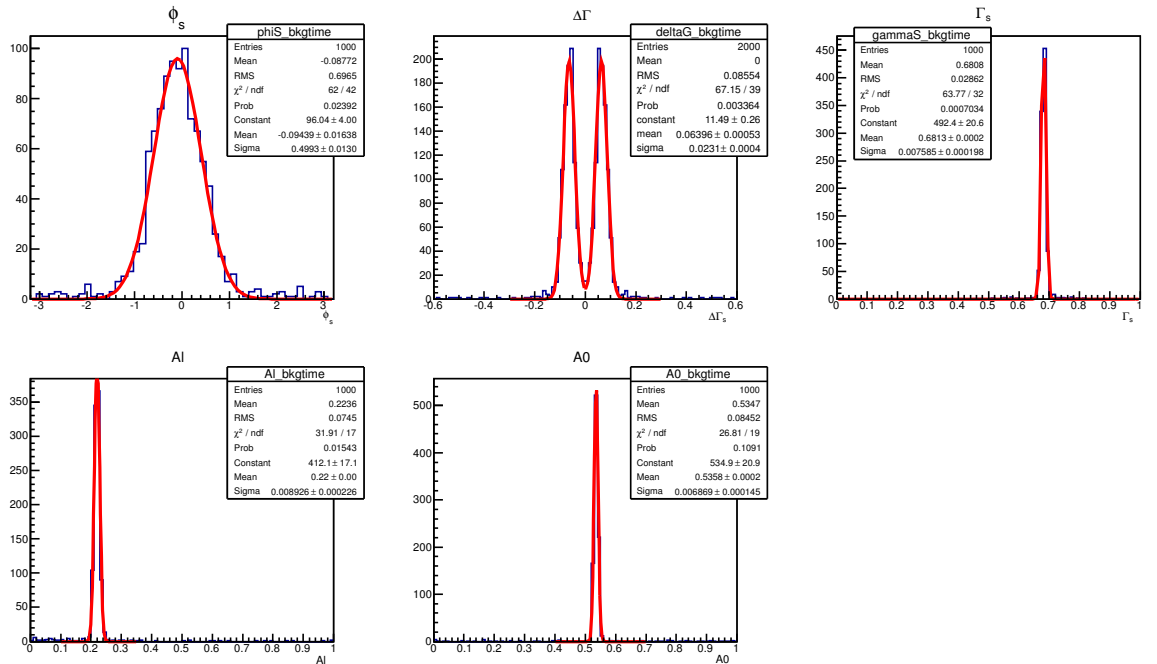 ϕs
phiS_bkgtime
Entries 1000
Mean -0.08772
RMS 0.6965
χ² / ndf 62 / 42
Prob 0.02392
Constant 96.04 ± 4.00
Mean -0.09439 ± 0.01638
Sigma 0.4993 ± 0.0130
100
80
60
40
20
0
-3 -2 -1 0 1 2 3
ϕs
ΔΓ
deltaG_bkgtime
Entries 2000
Mean 0
RMS 0.08554
χ² / ndf 67.15 / 39
Prob 0.003364
constant 11.49 ± 0.26
mean 0.06396 ± 0.00053
sigma 0.0231 ± 0.0004
200
180
160
140
120
100
80
60
40
20
0
-0.6 -0.4 -0.2 0 0.2 0.4 0.6
ΔΓs
Γs
gammaS_bkgtime
Entries 1000
Mean 0.6808
RMS 0.02862
χ² / ndf 63.77 / 32
Prob 0.0007034
Constant 492.4 ± 20.6
Mean 0.6813 ± 0.0002
Sigma 0.007585 ± 0.000198
450
400
350
300
250
200
150
100
50
0
0 0.1 0.2 0.3 0.4 0.5 0.6 0.7 0.8 0.9 1
Γs
Al
Al_bkgtime
Entries 1000
Mean 0.2236
RMS 0.0745
χ² / ndf 31.91 / 17
Prob 0.01543
Constant 412.1 ± 17.1
Mean 0.22 ± 0.00
Sigma 0.008926 ± 0.000226
350
300
250
200
150
100
50
0
0 0.1 0.2 0.3 0.4 0.5 0.6 0.7 0.8 0.9 1
Al
A0
A0_bkgtime
Entries 1000
Mean 0.5347
RMS 0.08452
χ² / ndf 26.81 / 19
Prob 0.1091
Constant 534.9 ± 20.9
Mean 0.5358 ± 0.0002
Sigma 0.006869 ± 0.000145
500
400
300
200
100
0
0 0.1 0.2 0.3 0.4 0.5 0.6 0.7 0.8 0.9 1
A0